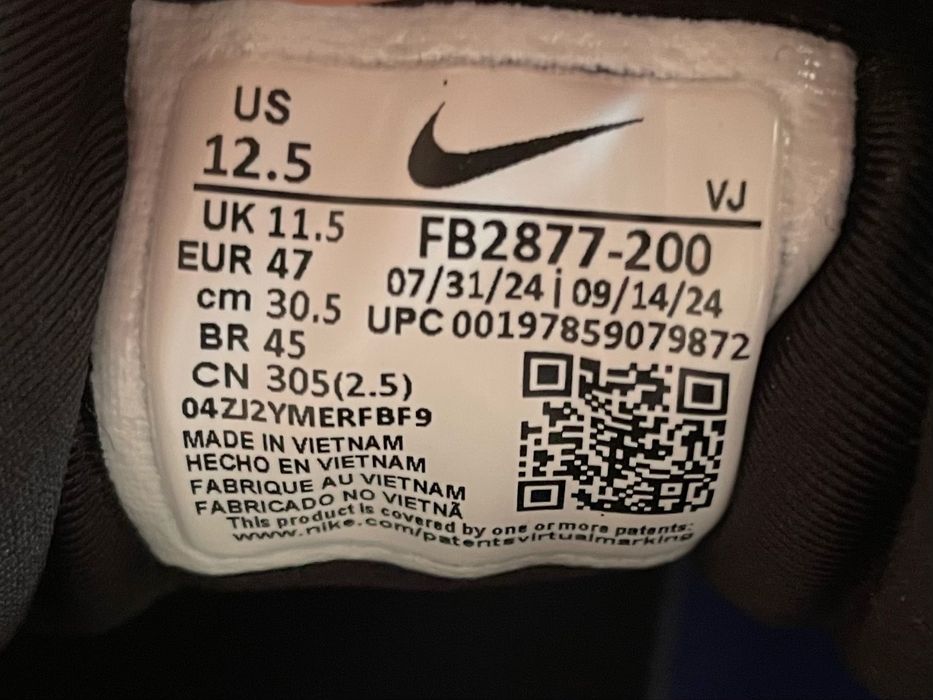 US
12.5
VJ
UK 11.5
EUR 47
cm 30.5
BR 45
CN 305(2.5)
FB2877-200
07/31/24 | 09/14/24
UPC 00197859079872
04ZJ2YMERFBF9
MADE IN VIETNAM
HECHO EN VIETNAM
FABRIQUE AU VIETNAM
FABRICADO NO VIETNÃ
This product is covered by one or more patents:
www.nike.com/patentsvirtualmarking